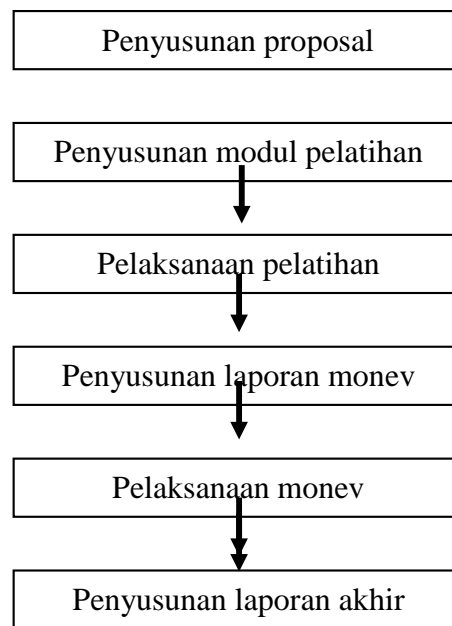 Penyusunan proposal
Penyusunan modul pelatihan
Pelaksanaan pelatihan
Penyusunan laporan monev
Pelaksanaan monev
Penyusunan laporan akhir